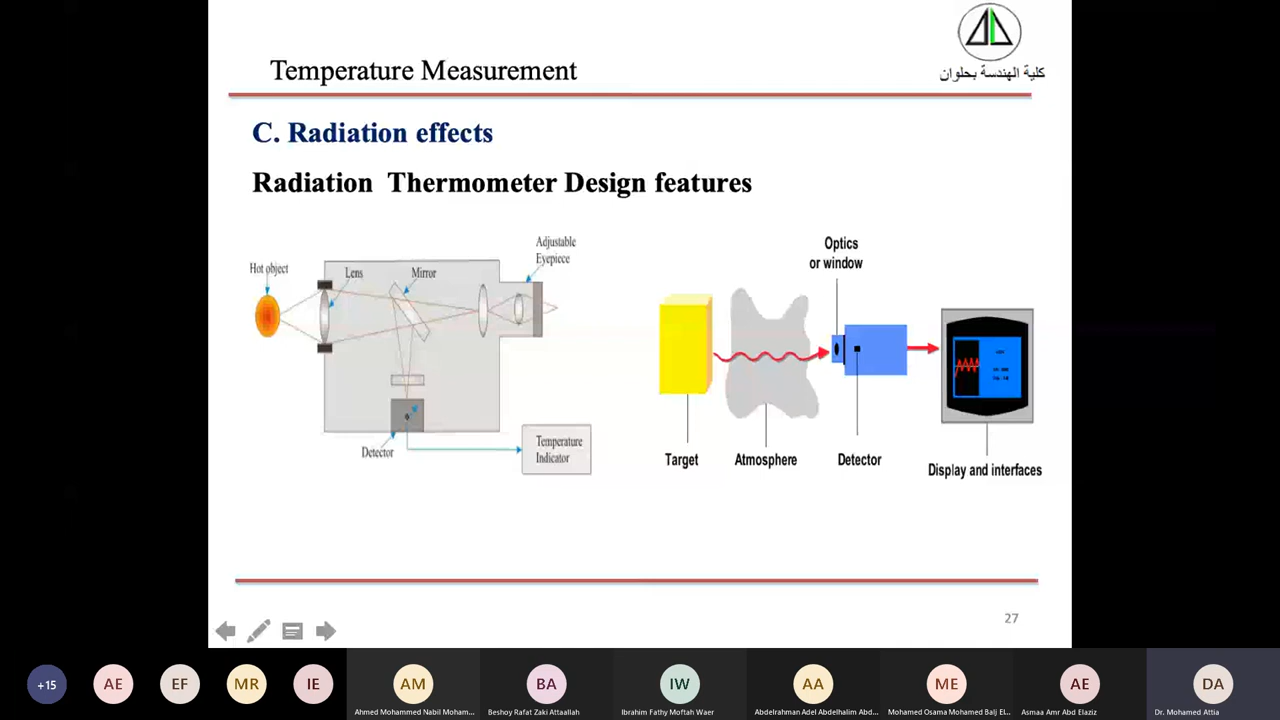 كلية الهندسة بحلوان
Temperature Measurement
C. Radiation effects
Radiation Thermometer Design features
Hot object
Lens
Mirror
Adjustable
Eyepiece
Detector
Temperature
Indicator
Optics
or window
Target
Atmosphere
Detector
Display and interfaces
27
+15
AE
EF
MR
IE
AM
BA
IW
AA
ME
AE
DA
Ahmed Mohammed Nabil Moham...
Beshoy Rafat Zaki Attaallah
Ibrahim Fathy Moftah Waer
Abdelrahman Adel Abdelhalim Abd...
Mohamed Osama Mohamed Balj El...
Asmaa Amr Abd Elaziz
Dr. Mohamed Attia